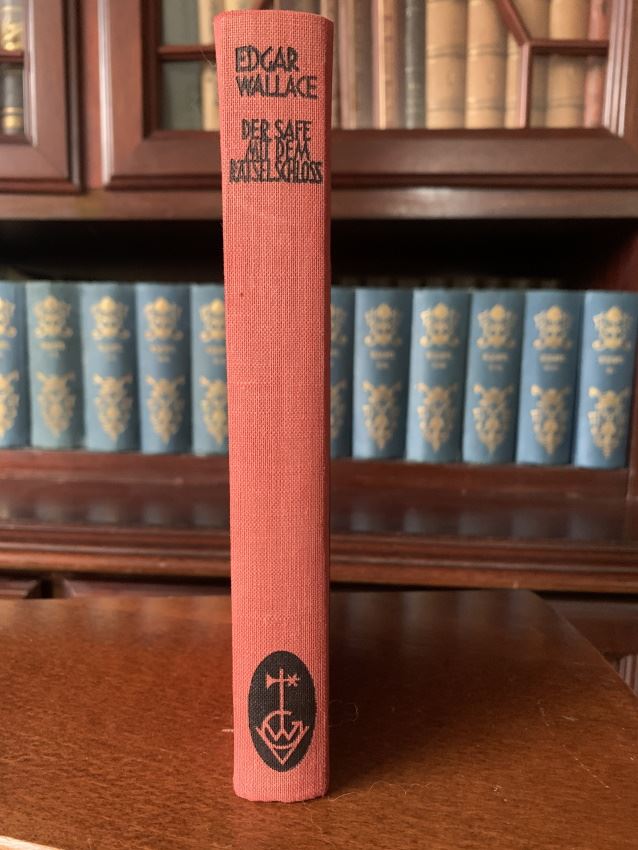 EDGAR
WALLACE
DER SAFE
MIT DEM
RÄTSELSCHLOSS